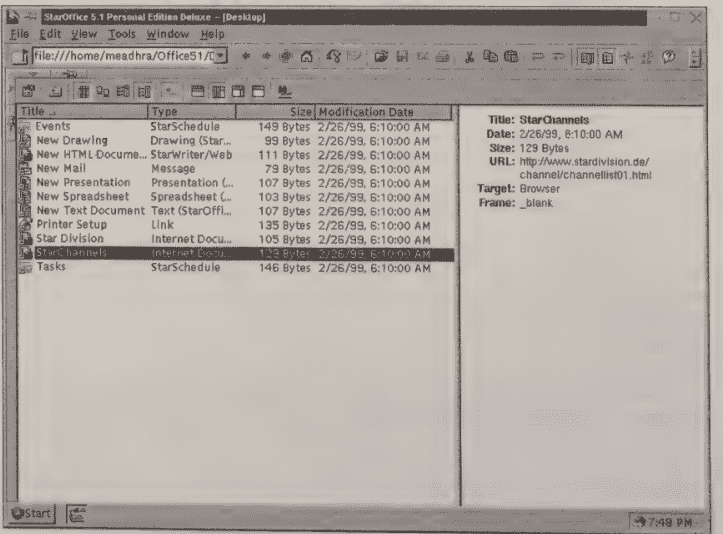 StarOffice 5.1 Personal Edition Deluxe - [Desktop]
File Edit View Tools Window Help
file:///home/meadhra/Office51/D
Title Type Size Modification Date
Events StarSchedule 149 Bytes 2/26/99, 6:10:00 AM
New Drawing Drawing (Star... 99 Bytes 2/26/99, 6:10:00 AM
New HTML-Docume... StarWriter/Web 111 Bytes 2/26/99, 6:10:00 AM
New Mail Message 79 Bytes 2/26/99, 6:10:00 AM
New Presentation Presentation (... 107 Bytes 2/26/99, 6:10:00 AM
New Spreadsheet Spreadsheet (... 103 Bytes 2/26/99, 6:10:00 AM
New Text Document Text (StarOffi... 107 Bytes 2/26/99, 6:10:00 AM
Printer Setup Link 135 Bytes 2/26/99, 6:10:00 AM
Star Division Internet Docu... 105 Bytes 2/26/99, 6:10:00 AM
StarChannels Internet Docu... 129 Bytes 2/26/99, 6:10:00 AM
Tasks StarSchedule 146 Bytes 2/26/99, 6:10:00 AM
Title: StarChannels
Date: 2/26/99, 6:10:00 AM
Size: 129 Bytes
URL: http://www.stardivision.de/
channel/channellist01.html
Target: Browser
Frame: _blank
Start
7:49 PM